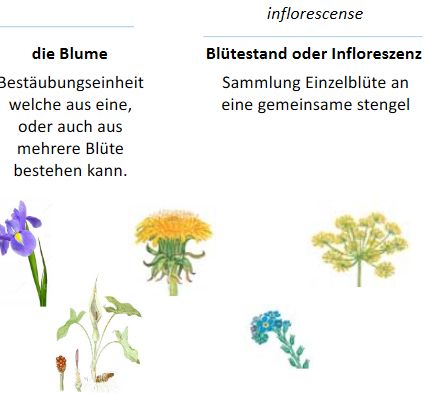 inflorescense
die Blume
Blütestand oder Infloreszenz
Bestäubungseinheit
welche aus eine,
oder auch aus
mehrere Blüte
bestehen kann.
Sammlung Einzelblüte an
eine gemeinsame stengel